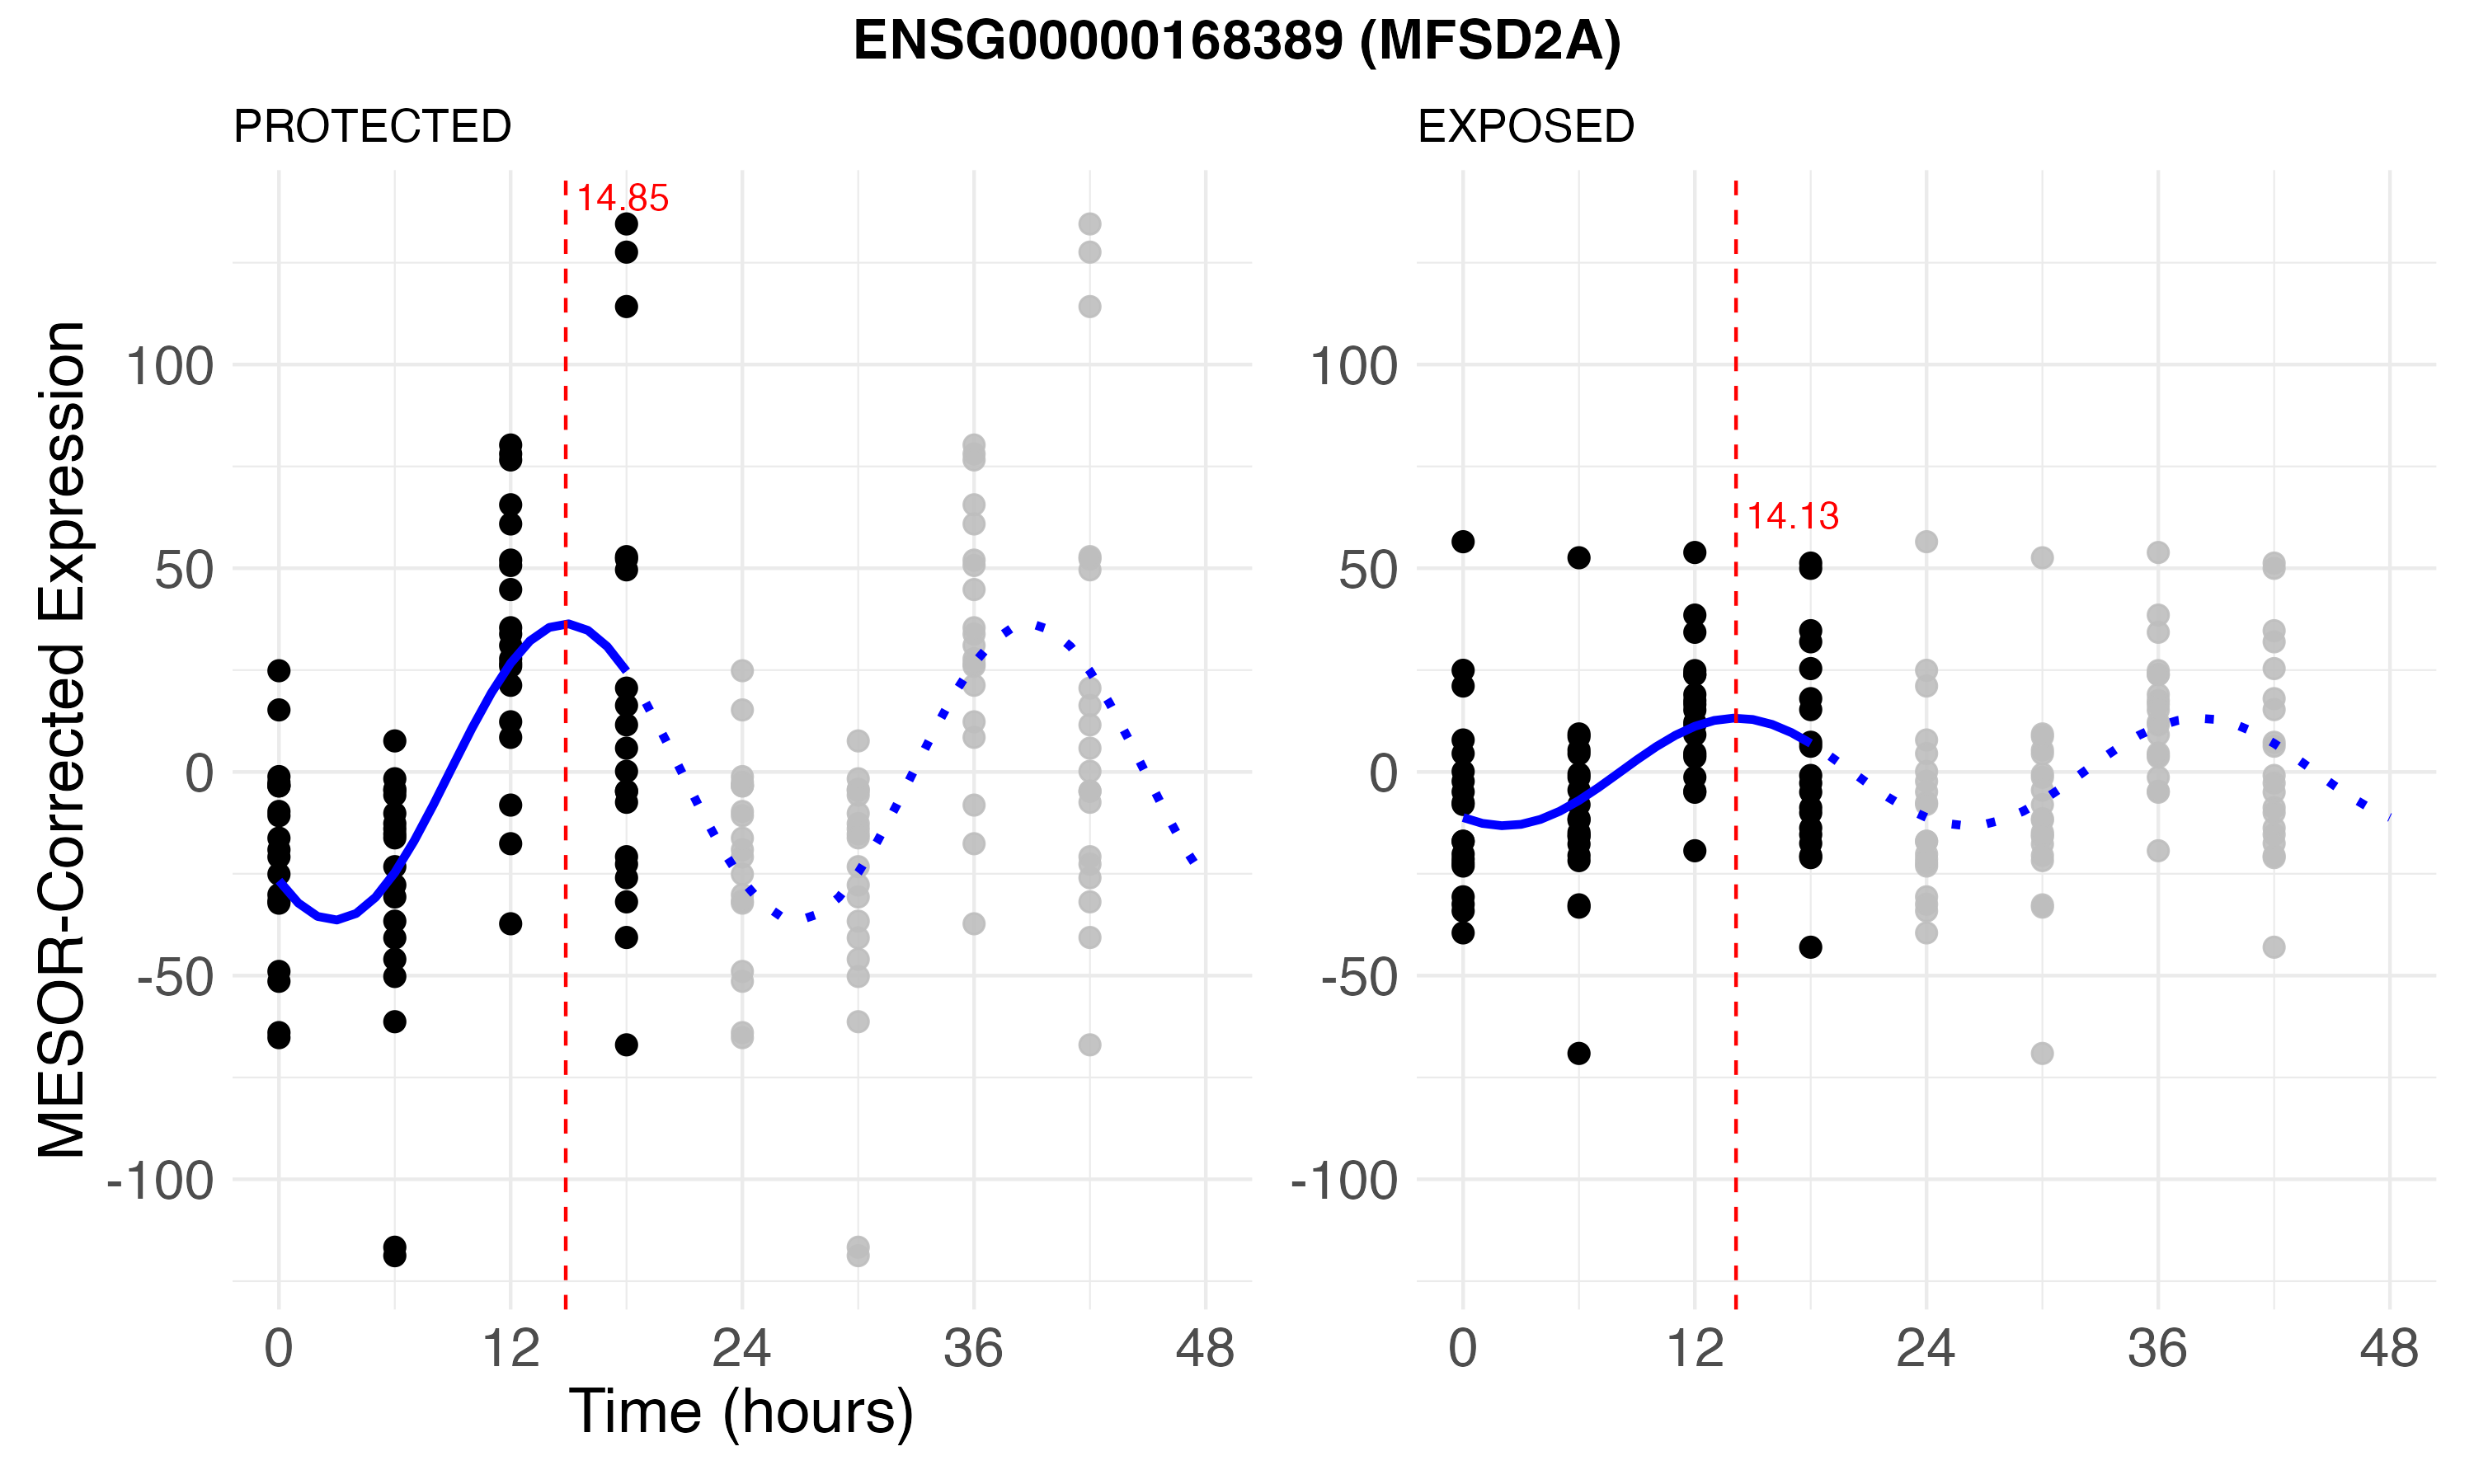 ENSG00000168389 (MFSD2A)
PROTECTED
EXPOSED
MESOR-Corrected Expression
14.85
100
50
0
-50
-100
0 12 24 36 48
14.13
100
50
0
-50
-100
0 12 24 36 48
Time (hours)